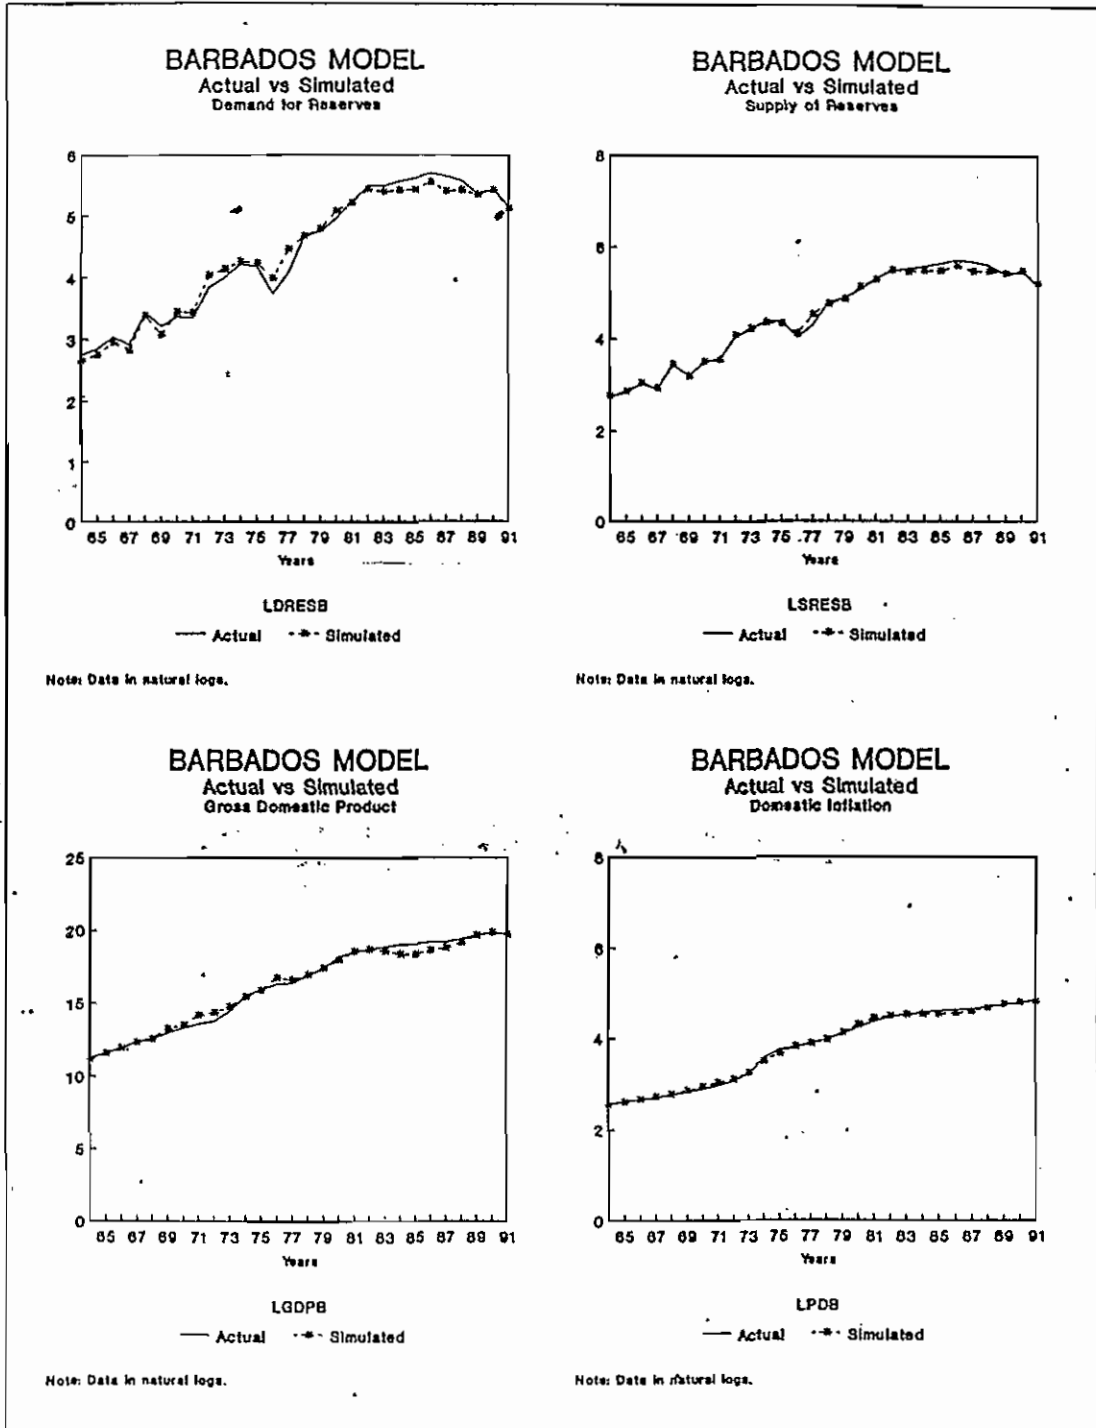 BARBADOS MODEL
Actual vs Simulated
Demand for Reserves
6
5
4
3
2
1
0
65 67 69 71 73 75 77 79 81 83 85 87 89 91
Years
LDRESB
Actual Simulated
Note: Data in natural logs.
BARBADOS MODEL
Actual vs Simulated
Supply of Reserves
8
6
4
2
0
65 67 69 71 73 75 77 79 81 83 85 87 89 91
Years
LSRESB
Actual Simulated
Note: Data in natural logs.
BARBADOS MODEL
Actual vs Simulated
Gross Domestic Product
25
20
15
10
5
0
65 67 69 71 73 75 77 79 81 83 85 87 89 91
Years
LGDPB
Actual Simulated
Note: Data in natural logs.
BARBADOS MODEL
Actual vs Simulated
Domestic Inflation
8
6
4
2
0
65 67 69 71 73 75 77 79 81 83 85 87 89 91
Years
LPDB
Actual Simulated
Note: Data in natural logs.